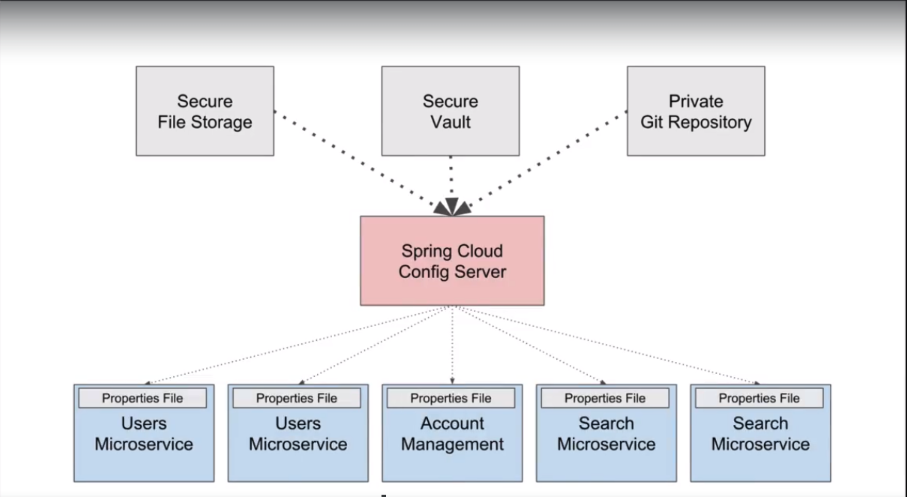 Secure
File Storage
Secure
Vault
Private
Git Repository
Spring Cloud
Config Server
Properties File
Users
Microservice
Properties File
Users
Microservice
Properties File
Account
Management
Properties File
Search
Microservice
Properties File
Search
Microservice